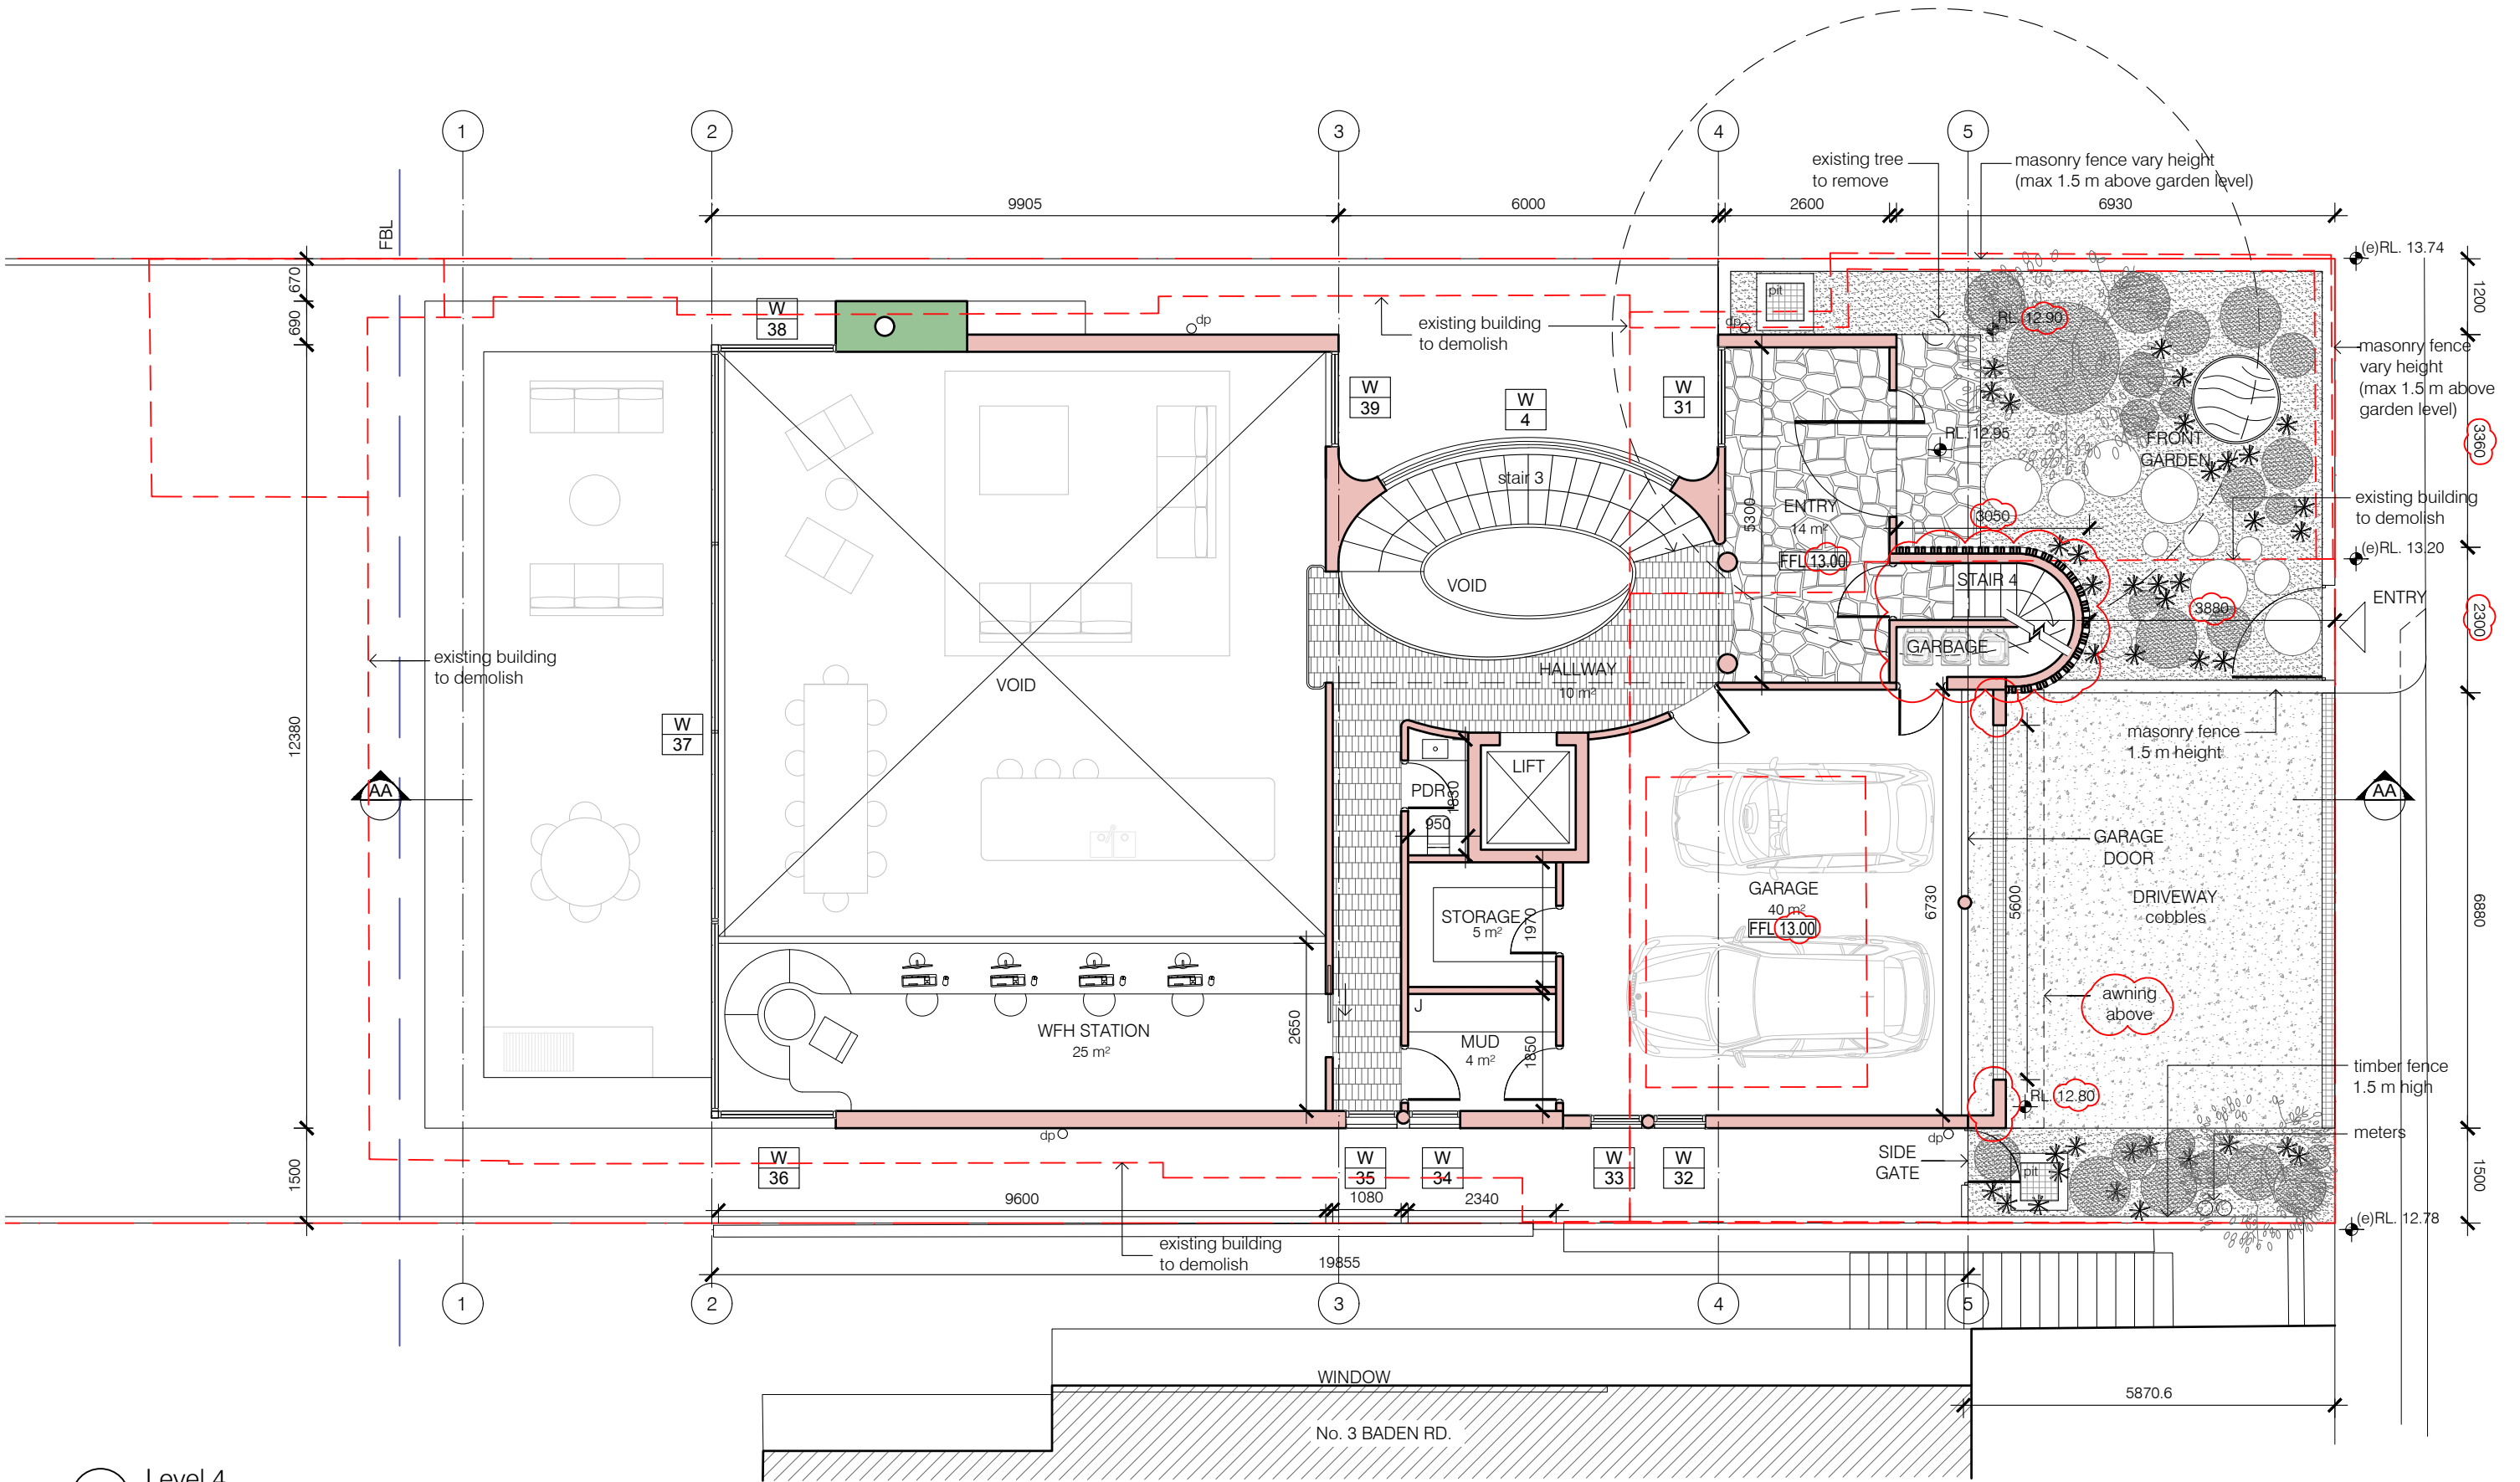 1
2
3
4
5
existing tree
to remove
masonry fence vary height
(max 1.5 m above garden level)
9905
6000
2600
6930
FBL
(e)RL. 13.74
670
690
1200
W
38
dp
existing building
to demolish
dp
pit
RL. 12.90
masonry fence
vary height
(max 1.5 m above
garden level)
W
39
W
4
W
31
RL. 12.95
FRONT
GARDEN
3360
stair 3
5300
ENTRY
14 m²
FFL 13.00
3050
existing building
to demolish
(e)RL. 13.20
VOID
STAIR 4
3880
ENTRY
2300
GARBAGE
existing building
to demolish
VOID
HALLWAY
10 m²
12380
W
37
masonry fence
1.5 m height
AA
LIFT
PDR
1830
950
AA
GARAGE
DOOR
GARAGE
40 m²
FFL 13.00
6730
5600
DRIVEWAY
cobbles
6880
STORAGE
5 m²
1970
J
awning
above
WFH STATION
25 m²
2650
MUD
4 m²
1850
timber fence
1.5 m high
RL. 12.80
meters
dp
dp
1500
W
36
W
35
W
34
W
33
W
32
SIDE
GATE
pit
1500
9600
1080
2340
(e)RL. 12.78
existing building
to demolish
19855
1
2
3
4
5
WINDOW
5870.6
No. 3 BADEN RD.
Level 4